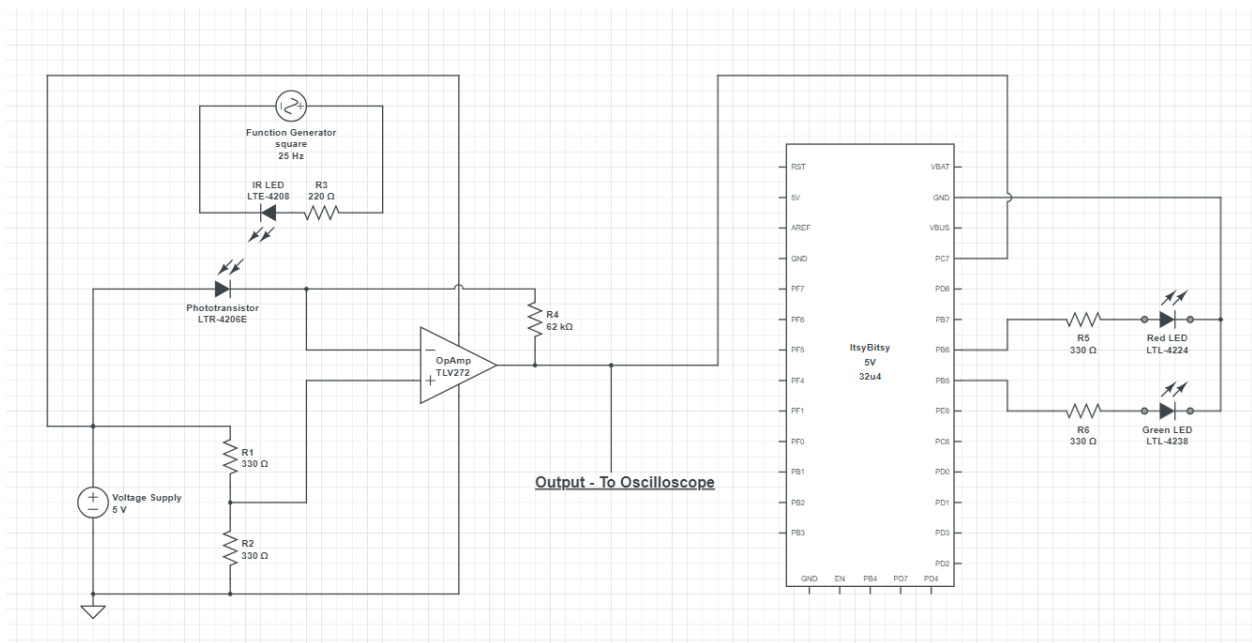 Function Generator
square
25 Hz
IR LED
LTE-4208
R3
220 Ω
Phototransistor
LTR-4206E
R4
62 kΩ
OpAmp
TLV272
R1
330 Ω
Voltage Supply
5 V
R2
330 Ω
Output - To Oscilloscope
RST
5V
AREF
GND
PF7
PF6
PF5
PF4
PF1
PF0
PB1
PB2
PB3
ItsyBitsy
5V
32u4
VBAT
GND
VBUS
PC7
PD6
PB7
PB6
PB5
PE6
PC6
PD0
PD1
PD3
PD2
GND EN PB4 PD7 PD4
R5
330 Ω
Red LED
LTL-4224
R6
330 Ω
Green LED
LTL-4238